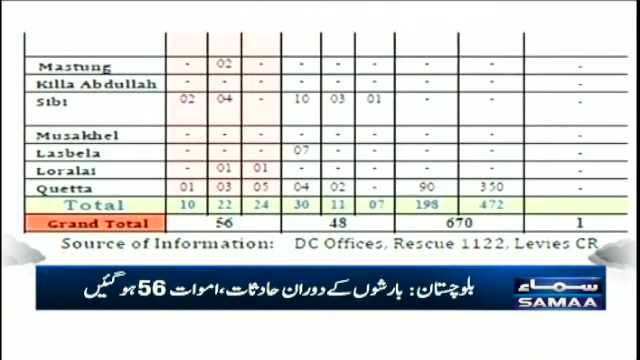 Mastung - 02 - - - - - - -
Killa Abdullah - - - - - - - - -
Sibi 02 04 - 10 03 01 - - -
Musakhel - - - - - - - - -
Lasbela - - - 07 - - - - -
Loralai - 01 01 - - - - - -
Quetta 01 03 05 04 02 - 90 350 -
Total 10 22 24 30 11 07 198 472
Grand Total 56 48 670 1
Source of Information: DC Offices, Rescue 1122, Levies CR
بلوچستان: بارشوں کے دوران حادثات، اموات 56 ہوگئیں
سماء
SAMAA